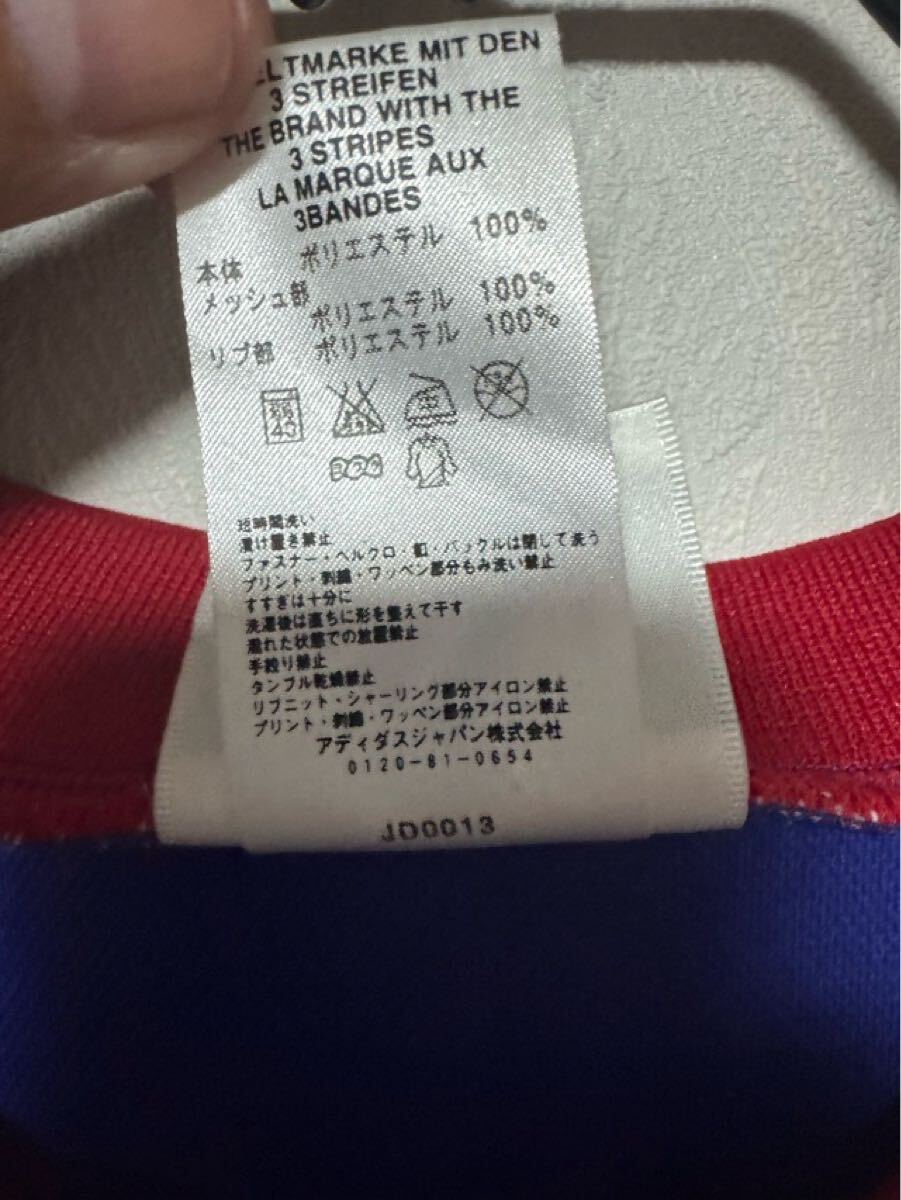 ELTMARKE MIT DEN
3 STREIFEN
THE BRAND WITH THE
3 STRIPES
LA MARQUE AUX
3BANDES
本体 ポリエステル 100%
メッシュ部 ポリエステル 100%
リブ部 ポリエステル 100%
40
短時間洗い
漬け置き禁止
ファスナー・ベルクロ・釦・バックルは閉じて洗う
プリント・刺繍・ワッペン部分もみ洗い禁止
すすぎは十分に
洗濯後は直ちに形を整えて干す
濡れた状態での放置禁止
手絞り禁止
タンブル乾燥禁止
リブニット・シャーリング部分アイロン禁止
プリント・刺繍・ワッペン部分アイロン禁止
アディダスジャパン株式会社
0120-81-0654
JD0013